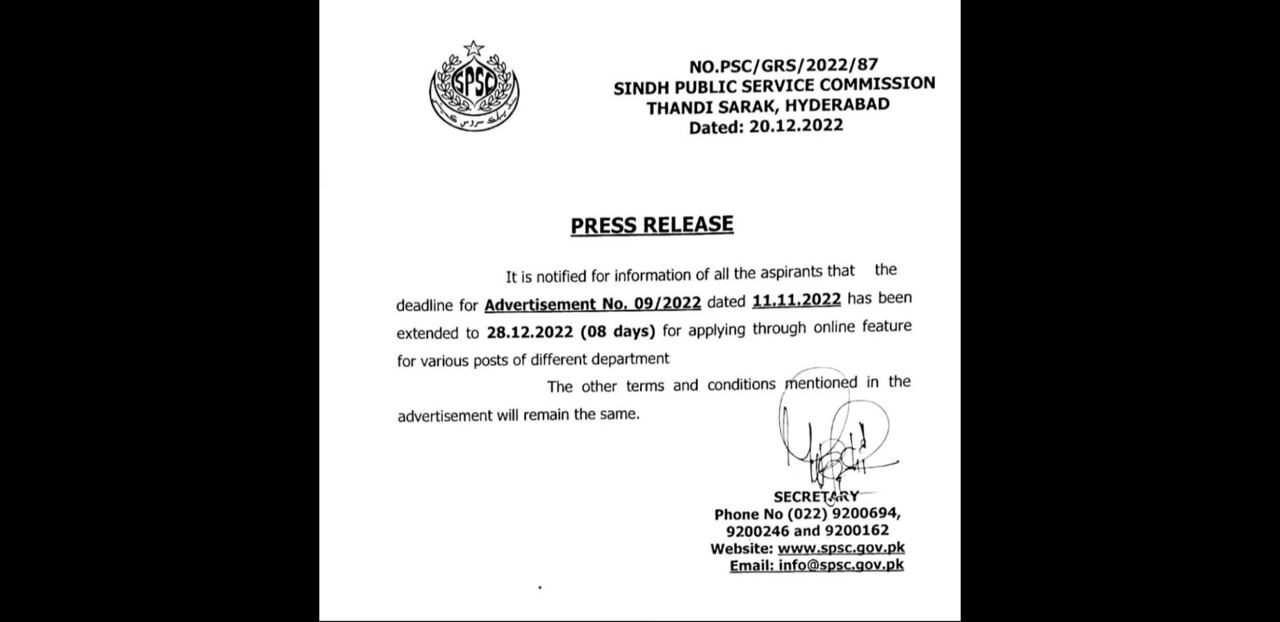 SPSC
NO.PSC/GRS/2022/87
SINDH PUBLIC SERVICE COMMISSION
THANDI SARAK, HYDERABAD
Dated: 20.12.2022
PRESS RELEASE
It is notified for information of all the aspirants that the
deadline for Advertisement No. 09/2022 dated 11.11.2022 has been
extended to 28.12.2022 (08 days) for applying through online feature
for various posts of different department
The other terms and conditions mentioned in the
advertisement will remain the same.
SECRETARY
Phone No (022) 9200694,
9200246 and 9200162
Website: www.spsc.gov.pk
Email: info@spsc.gov.pk